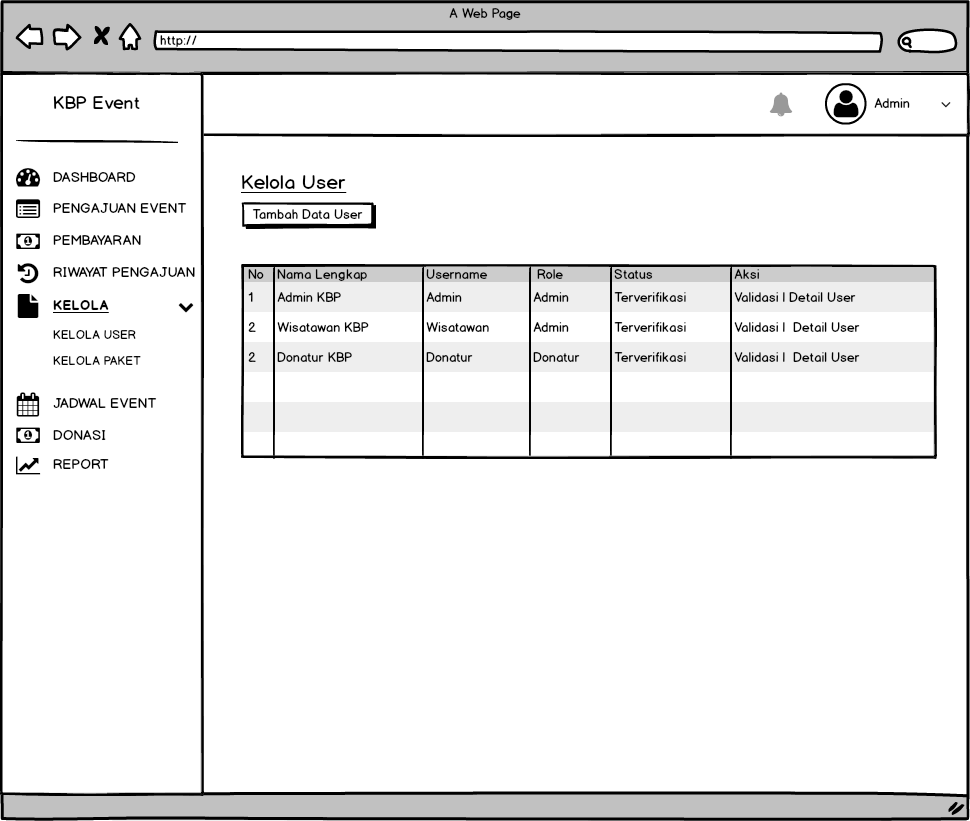 A Web Page
http://
KBP Event
Admin
DASHBOARD
PENGAJUAN EVENT
PEMBAYARAN
RIWAYAT PENGAJUAN
KELOLA
KELOLA USER
KELOLA PAKET
JADWAL EVENT
DONASI
REPORT
Kelola User
Tambah Data User
No Nama Lengkap Username Role Status Aksi
1 Admin KBP Admin Admin Terverifikasi Validasi | Detail User
2 Wisatawan KBP Wisatawan Admin Terverifikasi Validasi | Detail User
2 Donatur KBP Donatur Donatur Terverifikasi Validasi | Detail User